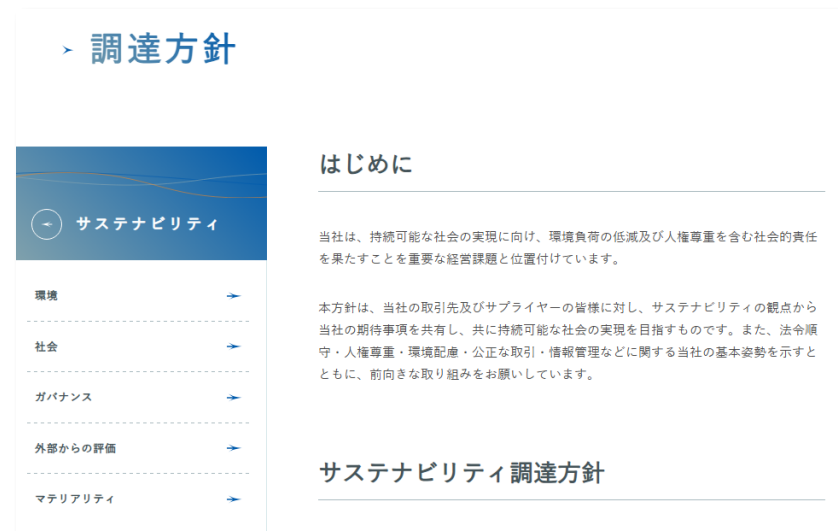 調達方針
サステナビリティ
環境
社会
ガバナンス
外部からの評価
マテリアリティ
はじめに
当社は、持続可能な社会の実現に向け、環境負荷の低減及び人権尊重を含む社会的責任
を果たすことを重要な経営課題と位置付けています。
本方針は、当社の取引先及びサプライヤーの皆様に対し、サステナビリティの観点から
当社の期待事項を共有し、共に持続可能な社会の実現を目指すものです。また、法令順
守・人権尊重・環境配慮・公正な取引・情報管理などに関する当社の基本姿勢を示すと
ともに、前向きな取り組みをお願いしています。
サステナビリティ調達方針